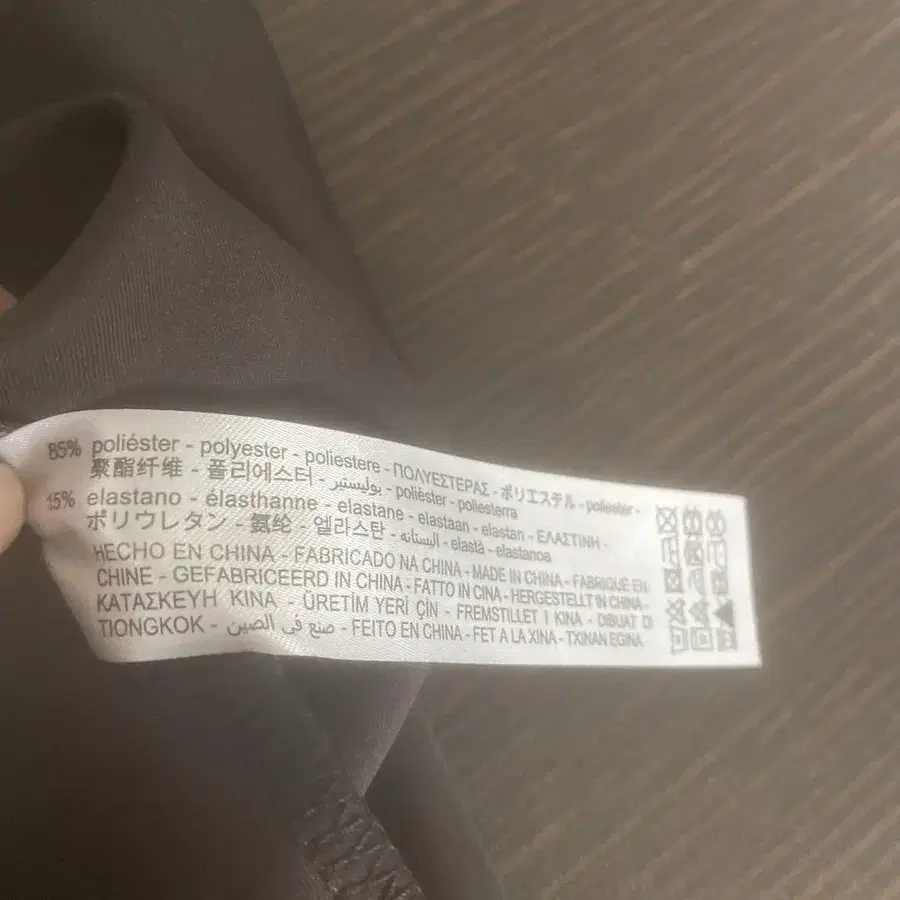 85% poliéster - polyester - poliestere - ΠΟΛΥΕΣΤΕΡΑΣ - ポリエステル - poliester -
聚酯纤维 - 폴리에스터 - بوليستير - polièster - poliesterra
15% elastano - élasthanne - elastane - elastaan - elastan - ΕΛΑΣΤΙΝΗ -
ポリウレタン - 氨纶 - 엘라스탄 - البستانه - elastà - elastanoa
HECHO EN CHINA - FABRICADO NA CHINA - MADE IN CHINA - FABRIQUÉ EN
CHINE - GEFABRICEERD IN CHINA - FATTO IN CINA - HERGESTELLT IN CHINA -
ΚΑΤΑΣΚΕΥΗ ΚΙΝΑ - ÜRETİM YERİ ÇİN - FREMSTILLET I KINA - DIBUAT DI
TIONGKOK - صنع في الصين - FEITO EN CHINA - FET A LA XINA - TXINAN EGINA